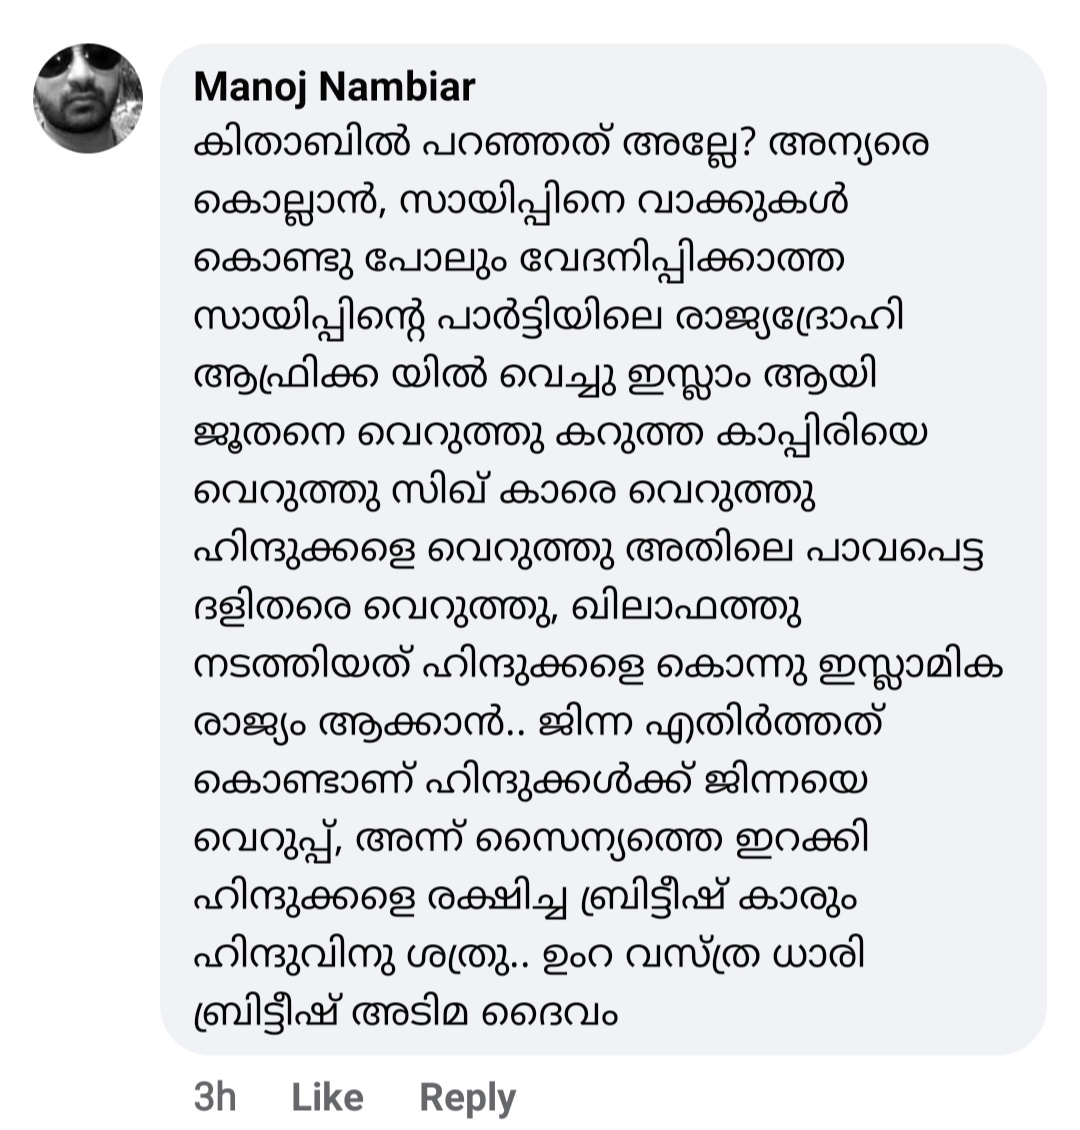 Manoj Nambiar
കിതാബിൽ പറഞ്ഞത് അല്ലേ? അന്യരെ
കൊല്ലാൻ, സായിപ്പിനെ വാക്കുകൾ
കൊണ്ടു പോലും വേദനിപ്പിക്കാത്ത
സായിപ്പിന്റെ പാർട്ടിയിലെ രാജ്യദ്രോഹി
ആഫ്രിക്ക യിൽ വെച്ചു ഇസ്ലാം ആയി
ജൂതനെ വെറുത്തു കറുത്ത കാപ്പിരിയെ
വെറുത്തു സിഖ് കാരെ വെറുത്തു
ഹിന്ദുക്കളെ വെറുത്തു അതിലെ പാവപെട്ട
ദളിതരെ വെറുത്തു, ഖിലാഫത്തു
നടത്തിയത് ഹിന്ദുക്കളെ കൊന്നു ഇസ്ലാമിക
രാജ്യം ആക്കാൻ.. ജിന്ന എതിർത്തത്
കൊണ്ടാണ് ഹിന്ദുക്കൾക്ക് ജിന്നയെ
വെറുപ്പ്, അന്ന് സൈന്യത്തെ ഇറക്കി
ഹിന്ദുക്കളെ രക്ഷിച്ച ബ്രിട്ടീഷ് കാരും
ഹിന്ദുവിനു ശത്രു.. ഉംറ വസ്ത്ര ധാരി
ബ്രിട്ടീഷ് അടിമ ദൈവം
3h Like Reply